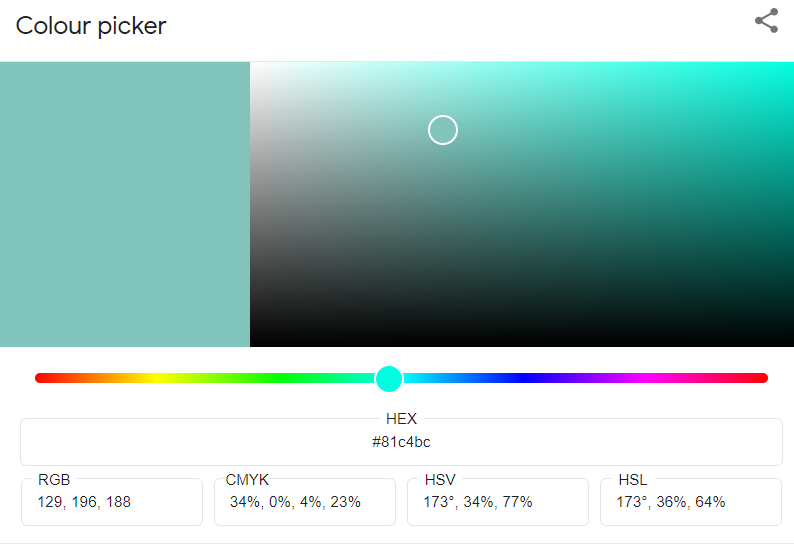 Colour picker
HEX
#81c4bc
RGB
129, 196, 188
CMYK
34%, 0%, 4%, 23%
HSV
173°, 34%, 77%
HSL
173°, 36%, 64%